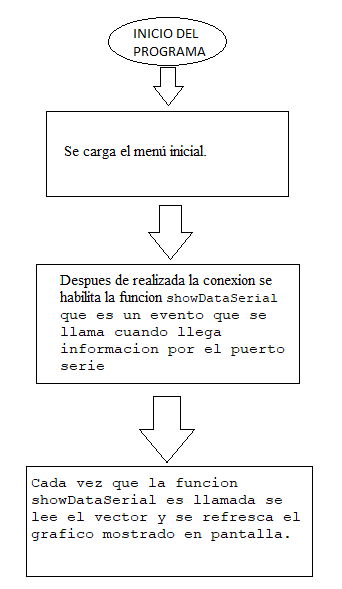 INICIO DEL
PROGRAMA
Se carga el menú inicial.
Despues de realizada la conexion se
habilita la funcion showDataSerial
que es un evento que se
llama cuando llega
informacion por el puerto
serie
Cada vez que la funcion
showDataSerial es llamada se
lee el vector y se refresca el
grafico mostrado en pantalla.